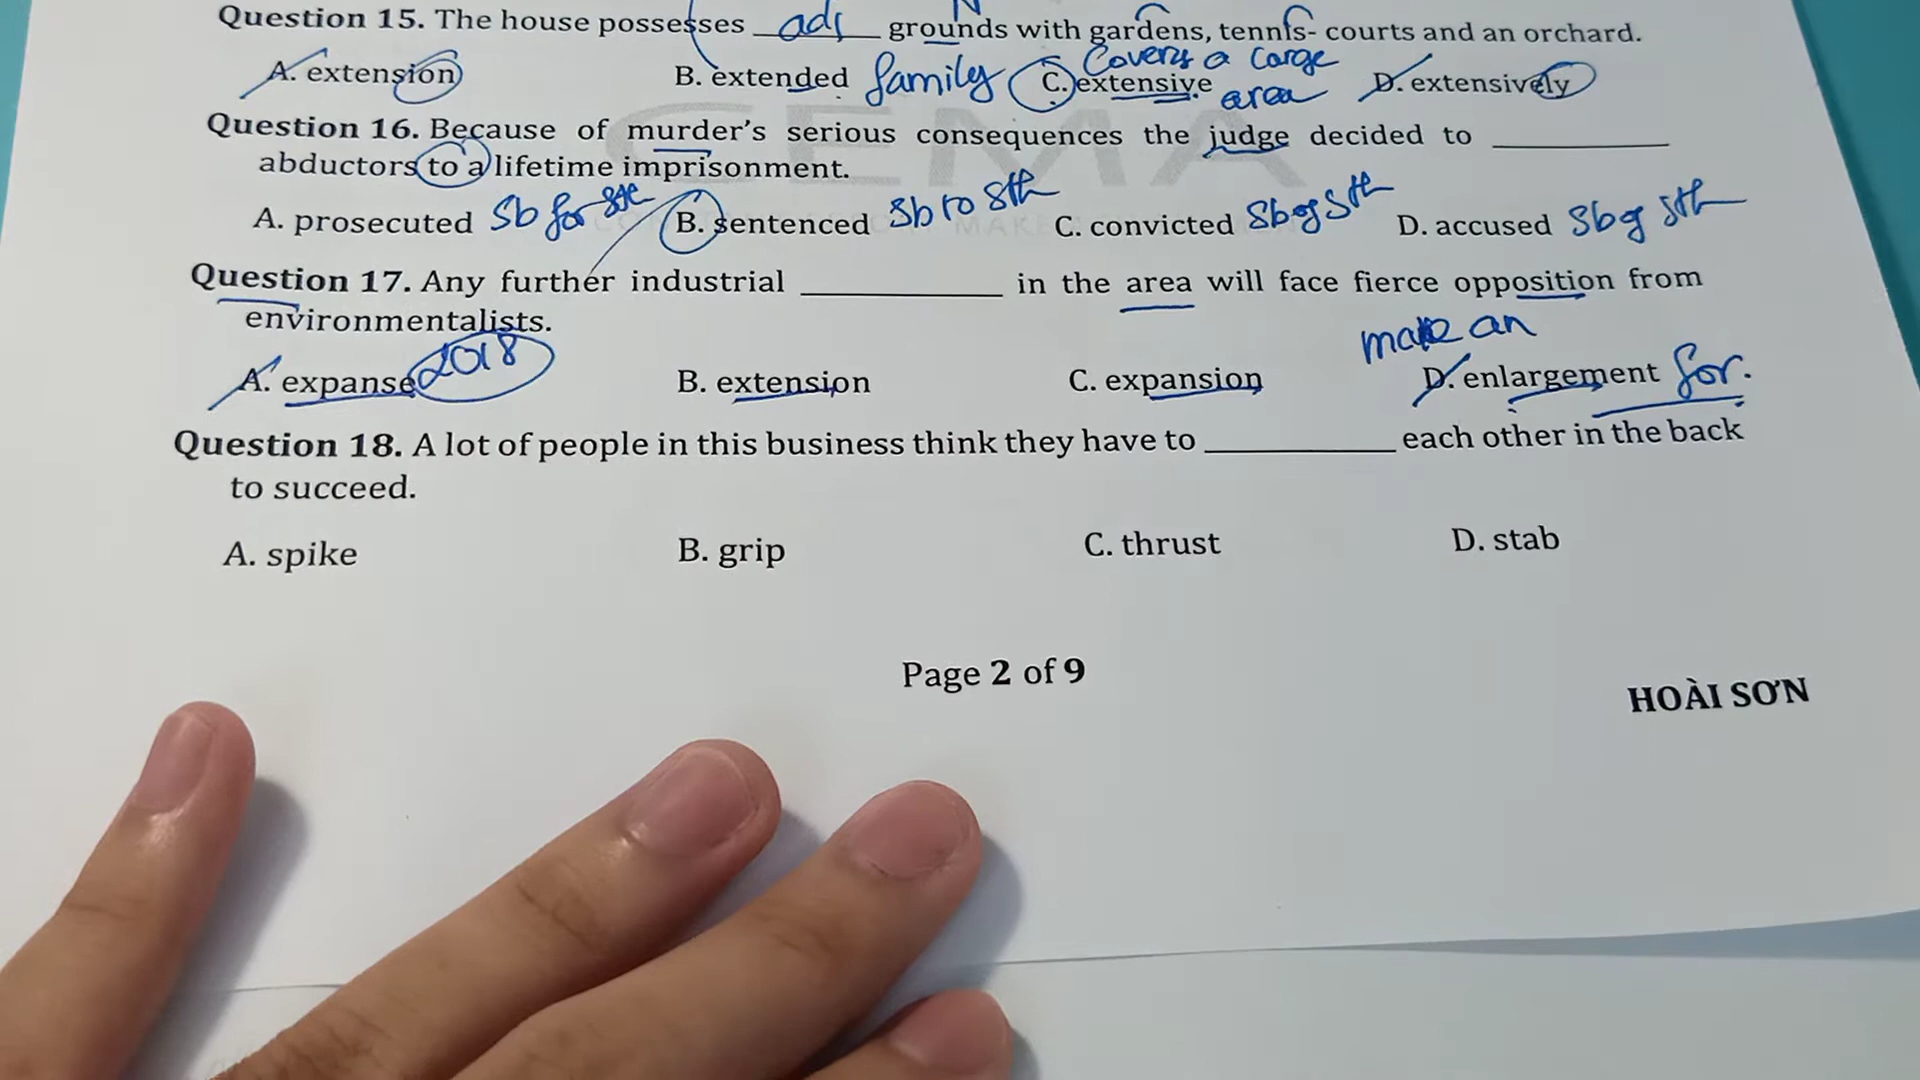 Question 15. The house possesses ___adj___ grounds with gardens, tennis- courts and an orchard.
N
covers a large area
A. extension B. extended family C. extensive D. extensively
Question 16. Because of murder's serious consequences the judge decided to __________
abductors to a lifetime imprisonment.
A. prosecuted sb for sth B. sentenced sb to sth C. convicted sb of sth D. accused sb of sth
Question 17. Any further industrial __________ in the area will face fierce opposition from
environmentalists.
make an
A. expanse 2018 B. extension C. expansion D. enlargement for.
Question 18. A lot of people in this business think they have to __________ each other in the back
to succeed.
A. spike B. grip C. thrust D. stab
Page 2 of 9
HOÀI SƠN